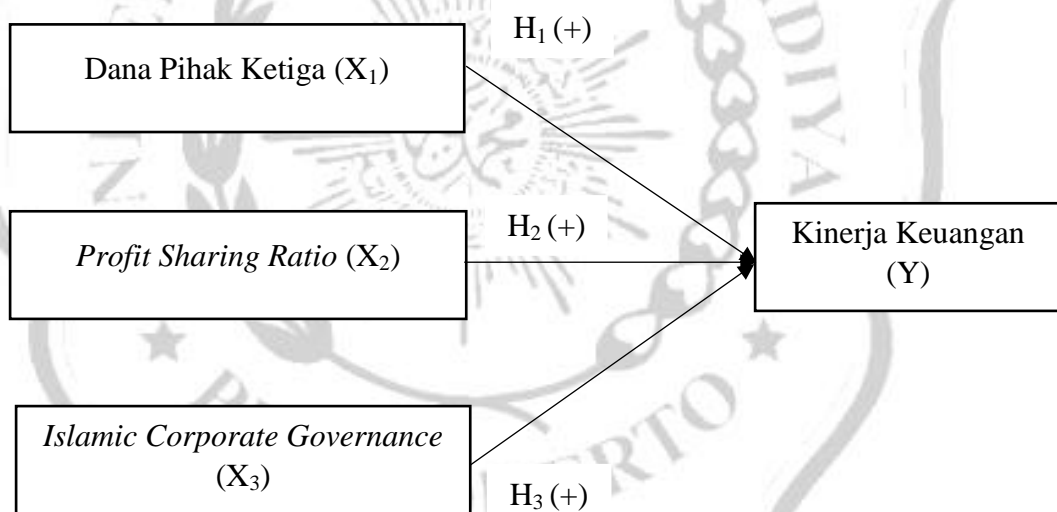 H₁ (+)
Dana Pihak Ketiga (X₁)
H₂ (+)
Profit Sharing Ratio (X₂)
Kinerja Keuangan
(Y)
Islamic Corporate Governance
(X₃)
H₃ (+)